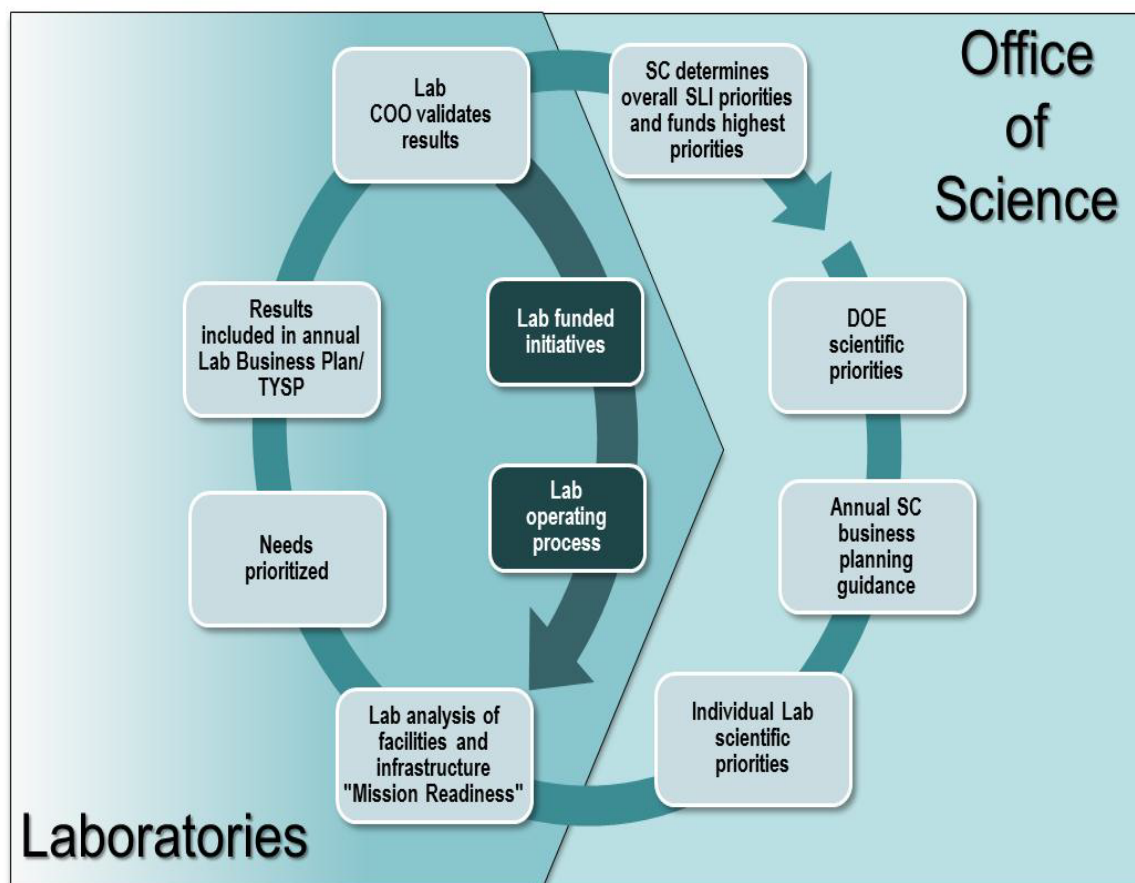 Office
of
Science
Lab
COO validates
results
SC determines
overall SLI priorities
and funds highest
priorities
Results
included in annual
Lab Business Plan/
TYSP
Lab funded
initiatives
DOE
scientific
priorities
Needs
prioritized
Lab
operating
process
Annual SC
business
planning
guidance
Lab analysis of
facilities and
infrastructure
"Mission Readiness"
Individual Lab
scientific
priorities
Laboratories